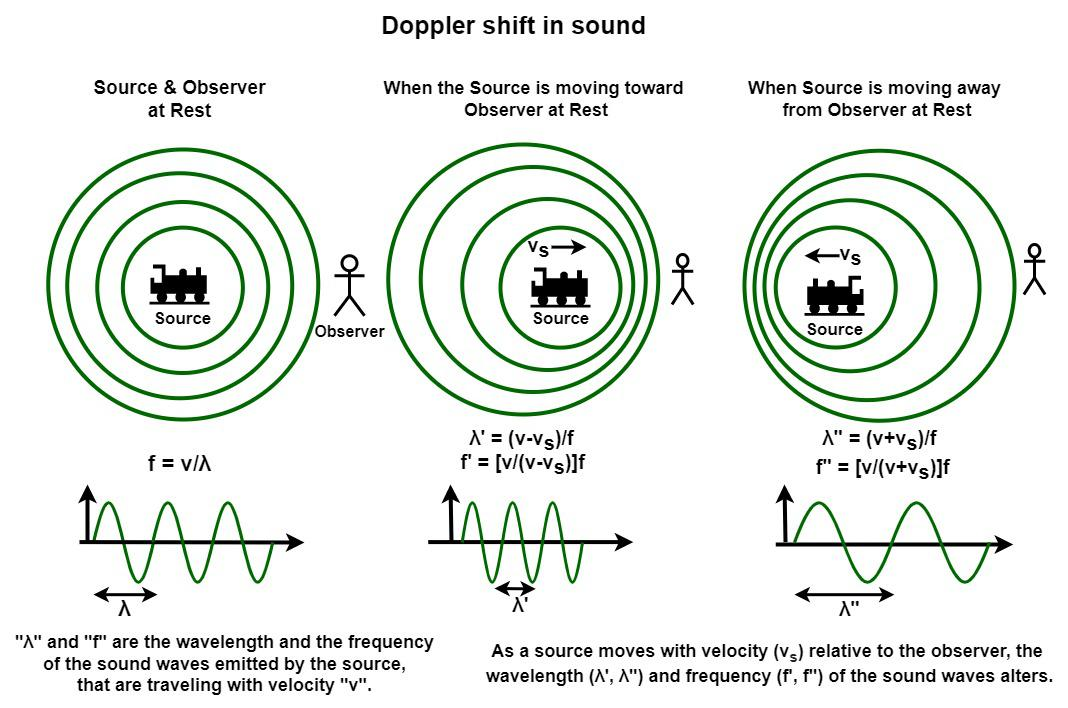 Doppler shift in sound
Source & Observer
at Rest
When the Source is moving toward
Observer at Rest
When Source is moving away
from Observer at Rest
Source
Observer
vs
Source
vs
Source
f = v/λ
λ' = (v-vs)/f
f' = [v/(v-vs)]f
λ" = (v+vs)/f
f" = [v/(v+vs)]f
λ
λ'
λ"
"λ" and "f" are the wavelength and the frequency
of the sound waves emitted by the source,
that are traveling with velocity "v".
As a source moves with velocity (vs) relative to the observer, the
wavelength (λ', λ") and frequency (f', f") of the sound waves alters.